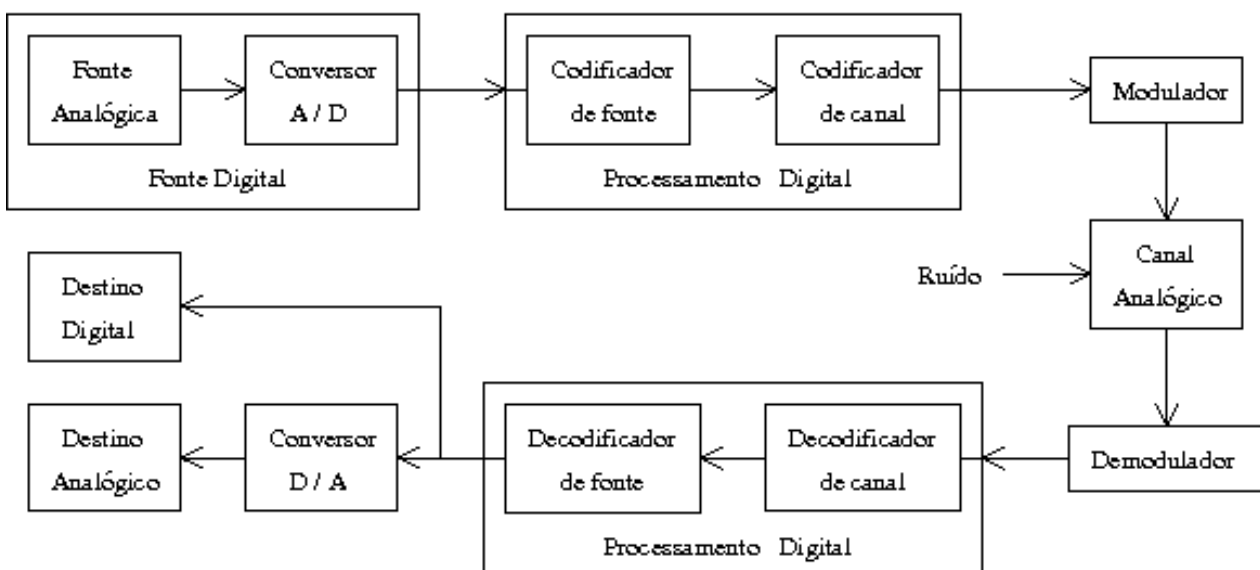 Fonte
Analógica
Conversor
A / D
Fonte Digital
Codificador
de fonte
Codificador
de canal
Processamento Digital
Modulador
Canal
Analógico
Ruído
Destino
Digital
Destino
Analógico
Conversor
D / A
Decodificador
de fonte
Decodificador
de canal
Processamento Digital
Demodulador